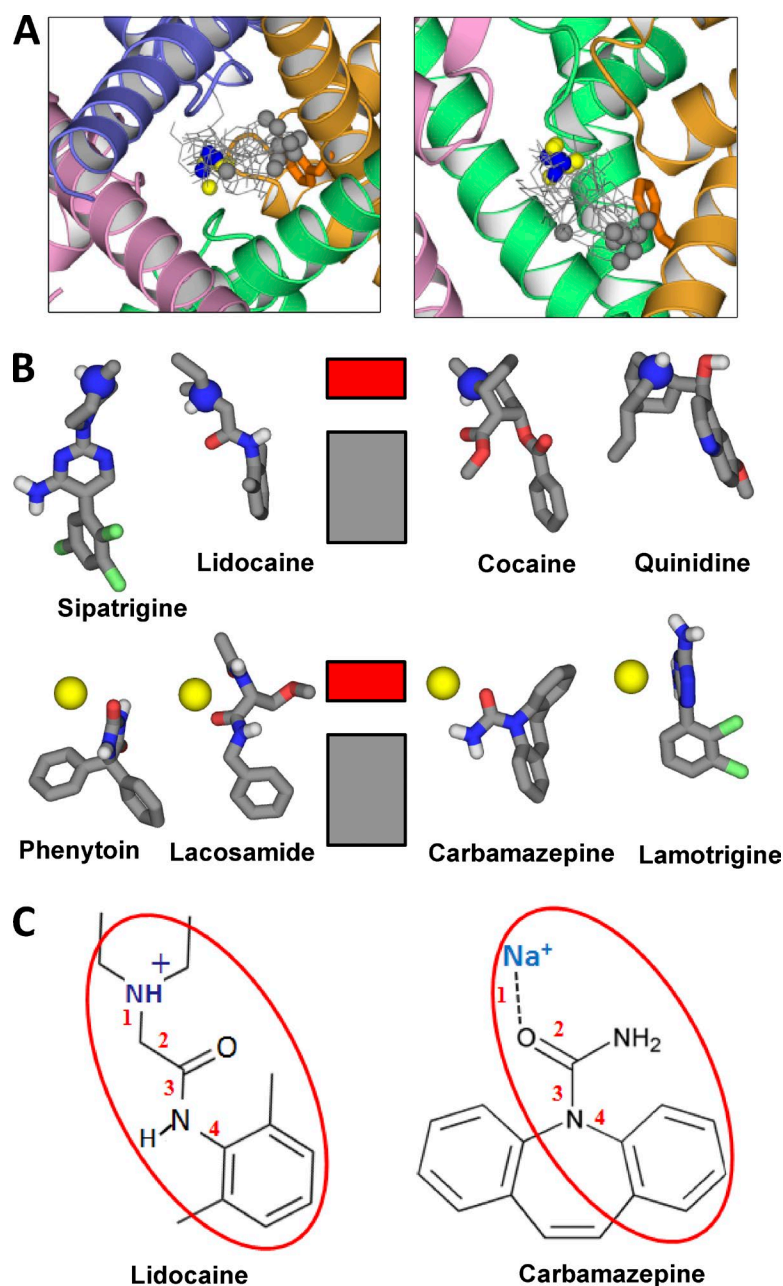 A
B
Sipatrigine
Lidocaine
Cocaine
Quinidine
Phenytoin
Lacosamide
Carbamazepine
Lamotrigine
C
NH
+
1
2
3
O
N
H
4
Lidocaine
Na+
1
O
2
NH2
3
N
4
Carbamazepine